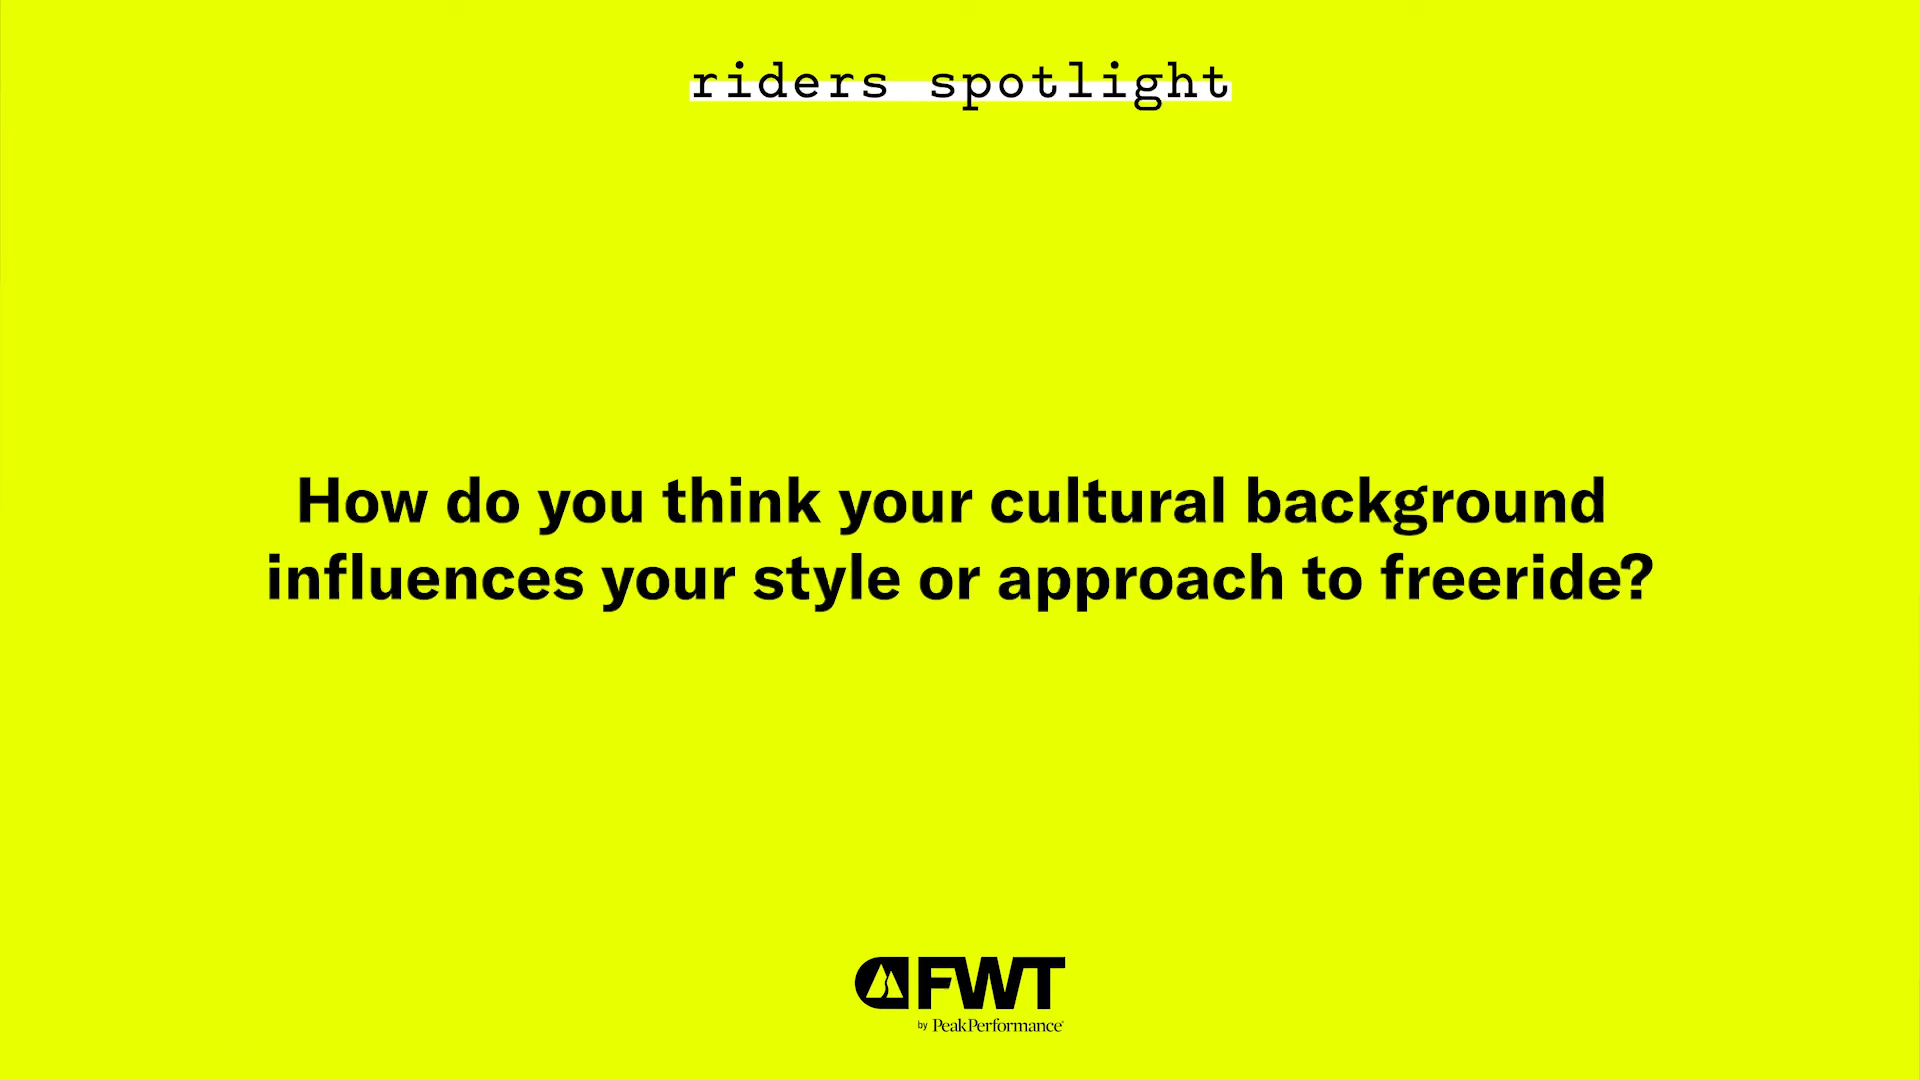 riders spotlight
How do you think your cultural background
influences your style or approach to freeride?
FWT
by PeakPerformance